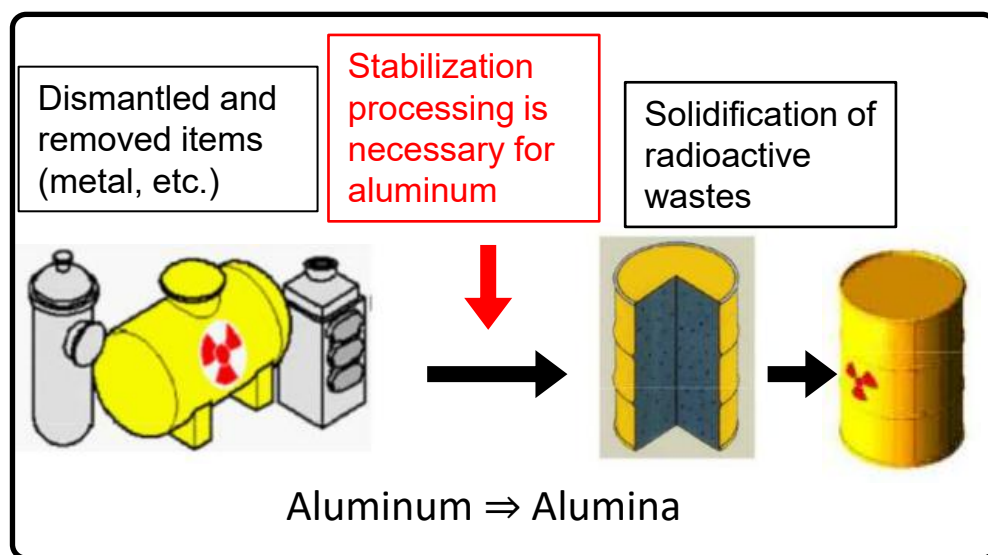 Dismantled and
removed items
(metal, etc.)
Stabilization
processing is
necessary for
aluminum
Solidification of
radioactive
wastes
Aluminum ⇒ Alumina